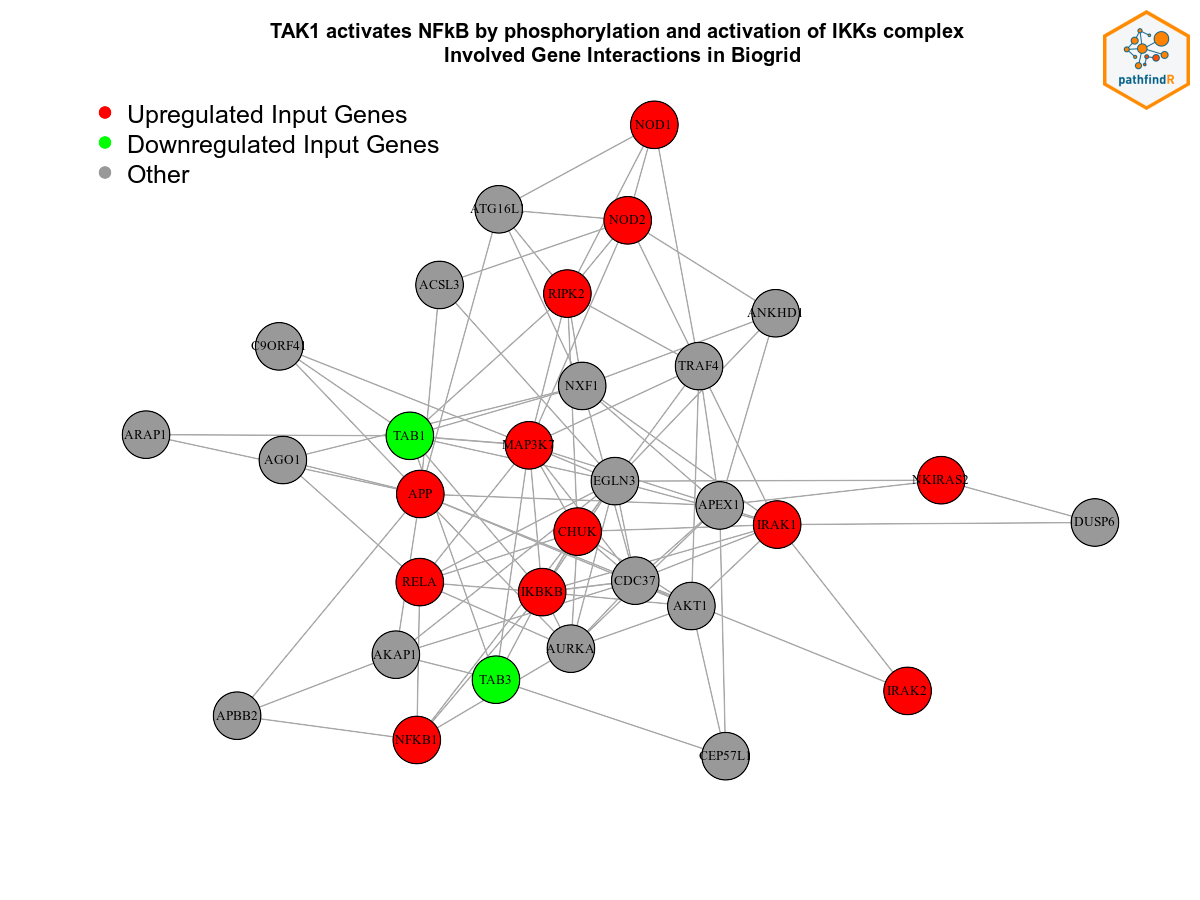 TAK1 activates NFkB by phosphorylation and activation of IKKs complex
Involved Gene Interactions in Biogrid
pathfindR
Upregulated Input Genes
Downregulated Input Genes
Other
NOD1
ATG16L1
NOD2
ACSL3
RIPK2
ANKHD1
C9ORF41
TRAF4
NXF1
ARAP1
TAB1
MAP3K7
AGO1
EGLN3
NKIRAS2
APP
APEX1
DUSP6
IRAK1
CHUK
RELA
CDC37
IKBKB
AKT1
AURKA
AKAP1
TAB3
IRAK2
APBB2
NFKB1
CEP57L1